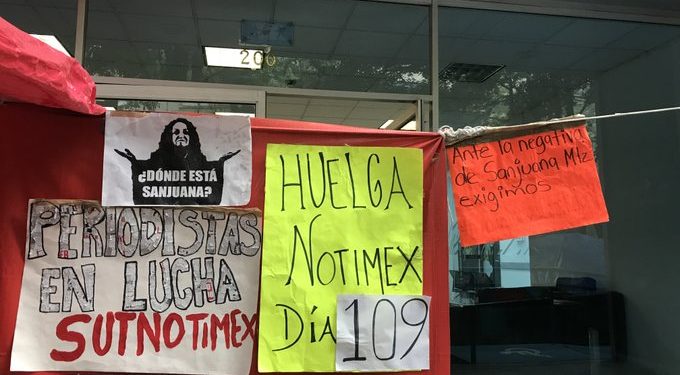 200
¿DÓNDE ESTÁ
SANJUANA?
PERIODISTAS
EN LUCHA
SUTNOTIMEX
HUELGA
NOTIMEX
DÍA 109
Ante la negativa
de Sanjuana Mtz
exigimos